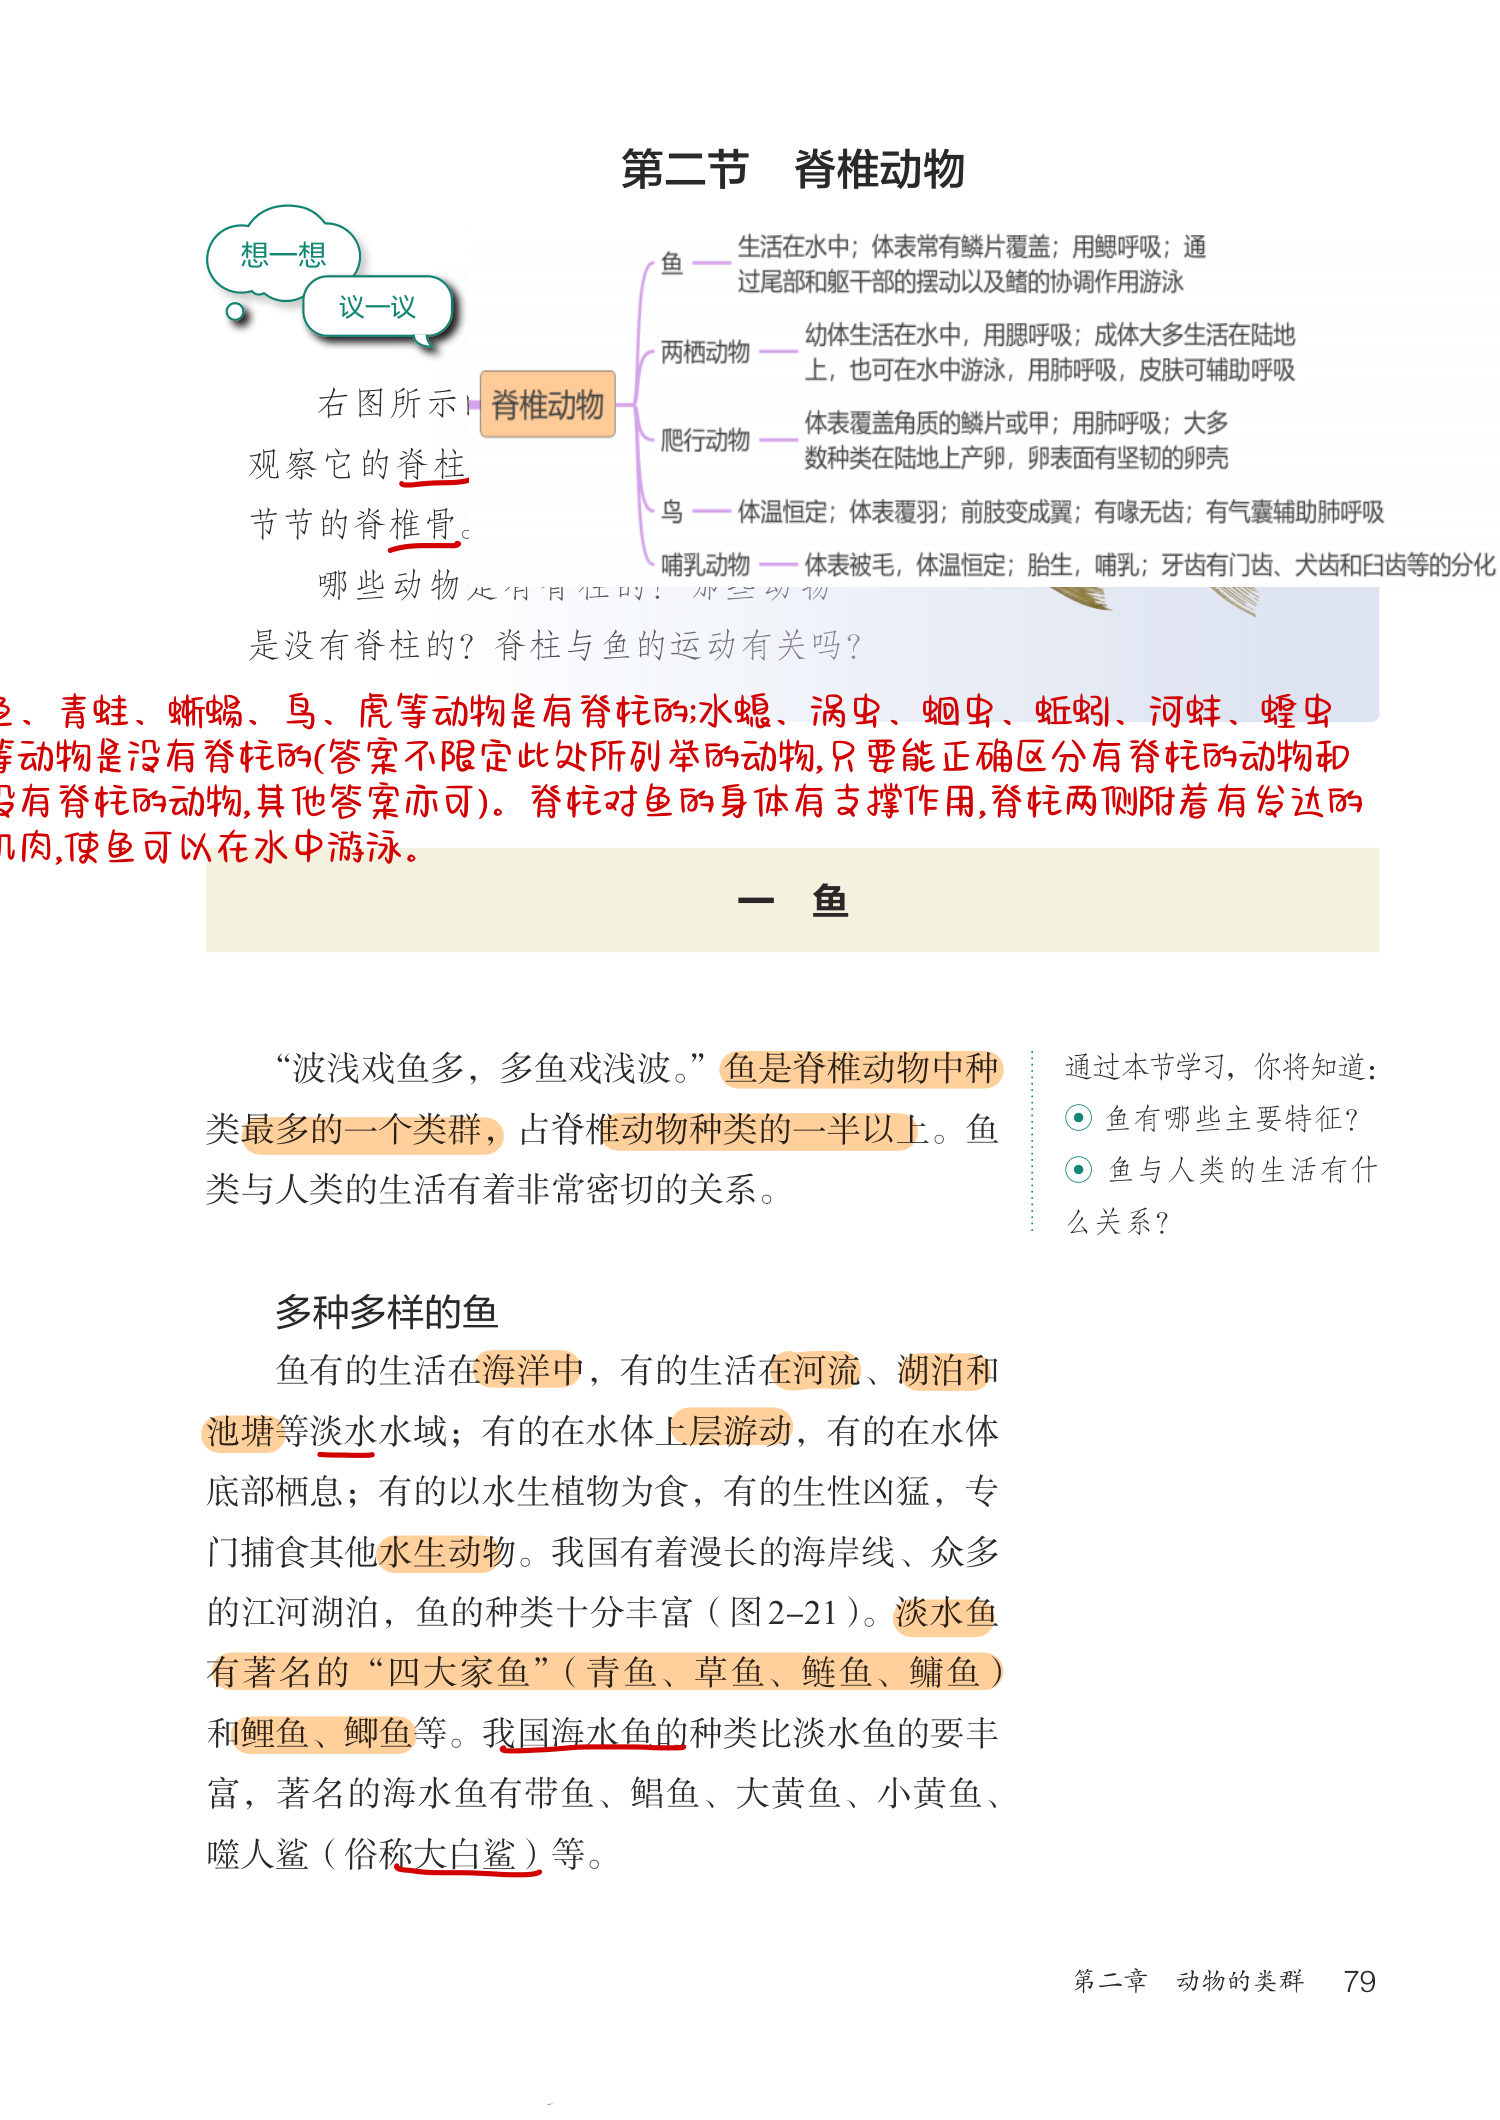 第二节 脊椎动物
想一想
议一议
鱼
生活在水中；体表常有鳞片覆盖；用鳃呼吸；通
过尾部和躯干部的摆动以及鳍的协调作用游泳
两栖动物
幼体生活在水中，用腮呼吸；成体大多生活在陆地
上，也可在水中游泳，用肺呼吸，皮肤可辅助呼吸
脊椎动物
爬行动物
体表覆盖角质的鳞片或甲；用肺呼吸；大多
数种类在陆地上产卵，卵表面有坚韧的卵壳
鸟
体温恒定；体表覆羽；前肢变成翼；有喙无齿；有气囊辅助肺呼吸
哺乳动物
体表被毛，体温恒定；胎生，哺乳；牙齿有门齿、犬齿和臼齿等的分化
右图所示
观察它的脊柱
节节的脊椎骨。
哪些动物是有脊柱的？哪些动物
是没有脊柱的？脊柱与鱼的运动有关吗？
、青蛙、蜥蜴、鸟、虎等动物是有脊柱的;水螅、涡虫、蛔虫、蚯蚓、河蚌、蝗虫
等动物是没有脊柱的(答案不限定此处所列举的动物,只要能正确区分有脊柱的动物和
没有脊柱的动物,其他答案亦可)。脊柱对鱼的身体有支撑作用,脊柱两侧附着有发达的
肌肉,使鱼可以在水中游泳。
一 鱼
“波浅戏鱼多，多鱼戏浅波。”鱼是脊椎动物中种
类最多的一个类群，占脊椎动物种类的一半以上。鱼
类与人类的生活有着非常密切的关系。
通过本节学习，你将知道：
鱼有哪些主要特征？
鱼与人类的生活有什
么关系？
多种多样的鱼
鱼有的生活在海洋中，有的生活在河流、湖泊和
池塘等淡水水域；有的在水体上层游动，有的在水体
底部栖息；有的以水生植物为食，有的生性凶猛，专
门捕食其他水生动物。我国有着漫长的海岸线、众多
的江河湖泊，鱼的种类十分丰富（图2-21）。淡水鱼
有著名的“四大家鱼”（青鱼、草鱼、鲢鱼、鳙鱼）
和鲤鱼、鲫鱼等。我国海水鱼的种类比淡水鱼的要丰
富，著名的海水鱼有带鱼、鲳鱼、大黄鱼、小黄鱼、
噬人鲨（俗称大白鲨）等。
第二章 动物的类群 79